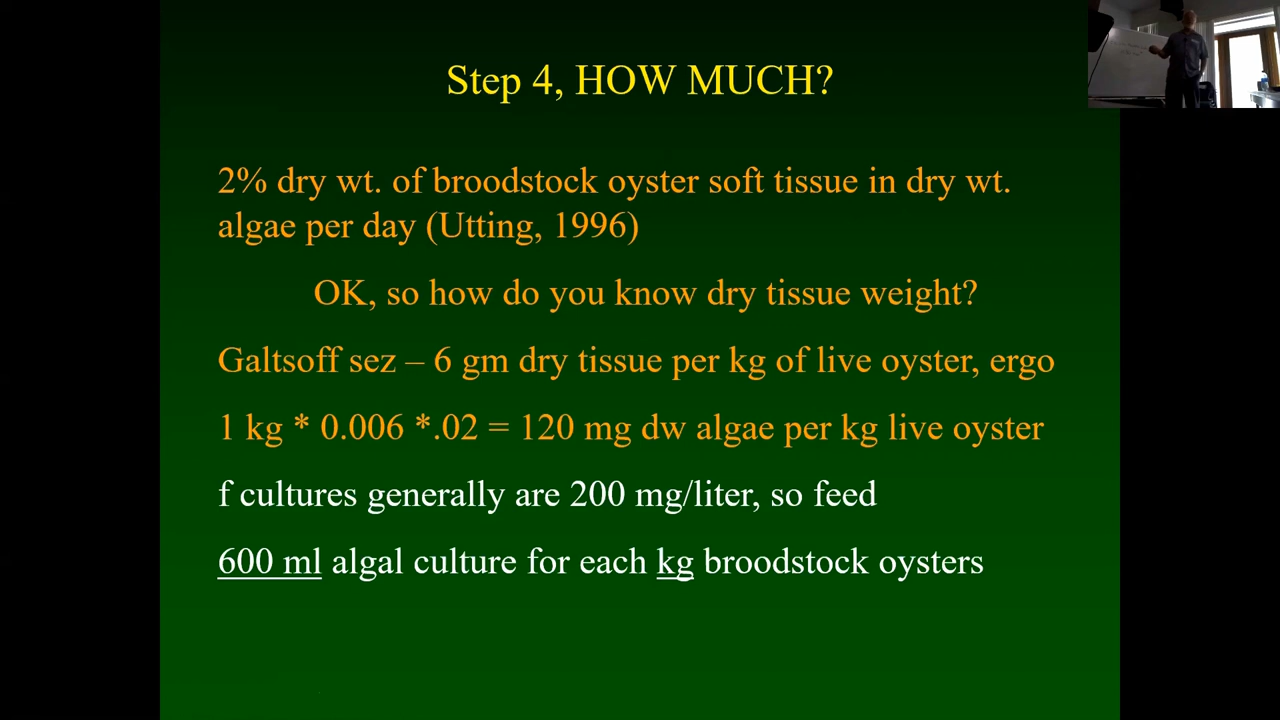 Step 4, HOW MUCH?
2% dry wt. of broodstock oyster soft tissue in dry wt.
algae per day (Utting, 1996)
OK, so how do you know dry tissue weight?
Galtsoff sez – 6 gm dry tissue per kg of live oyster, ergo
1 kg * 0.006 *.02 = 120 mg dw algae per kg live oyster
f cultures generally are 200 mg/liter, so feed
600 ml algal culture for each kg broodstock oysters